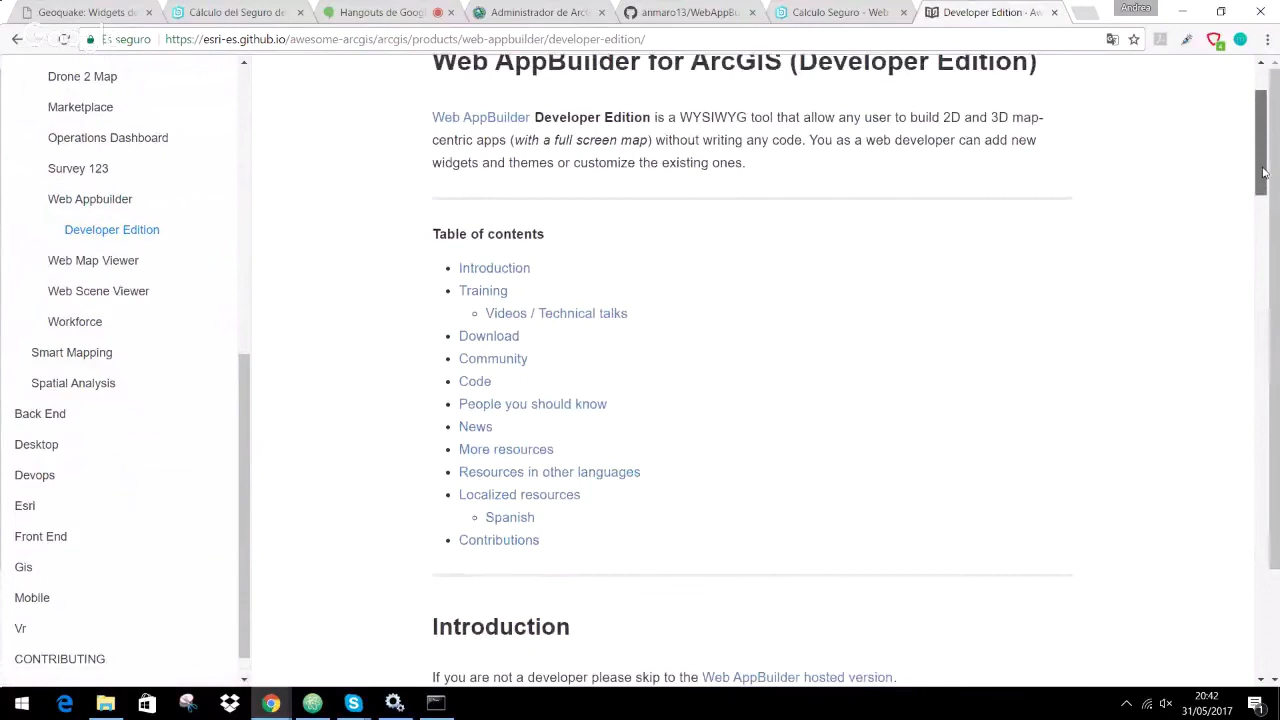 Geoquake: Widgets de
Cálculo del Seguro de
Hangouts de Goog
Administrador de Arc
anmaro13/WebAppBu
Calculo Seguro - Web
Developer Edition - Aw
Andrea
Es seguro
https://esri-es.github.io/awesome-arcgis/arcgis/products/web-appbuilder/developer-edition/
Drone 2 Map
Marketplace
Operations Dashboard
Survey 123
Web Appbuilder
Developer Edition
Web Map Viewer
Web Scene Viewer
Workforce
Smart Mapping
Spatial Analysis
Back End
Desktop
Devops
Esri
Front End
Gis
Mobile
Vr
CONTRIBUTING
Web AppBuilder for ArcGIS (Developer Edition)
Web AppBuilder Developer Edition is a WYSIWYG tool that allow any user to build 2D and 3D map-
centric apps (with a full screen map) without writing any code. You as a web developer can add new
widgets and themes or customize the existing ones.
Table of contents
Introduction
Training
Videos / Technical talks
Download
Community
Code
People you should know
News
More resources
Resources in other languages
Localized resources
Spanish
Contributions
Introduction
If you are not a developer please skip to the Web AppBuilder hosted version.
20:42
31/05/2017